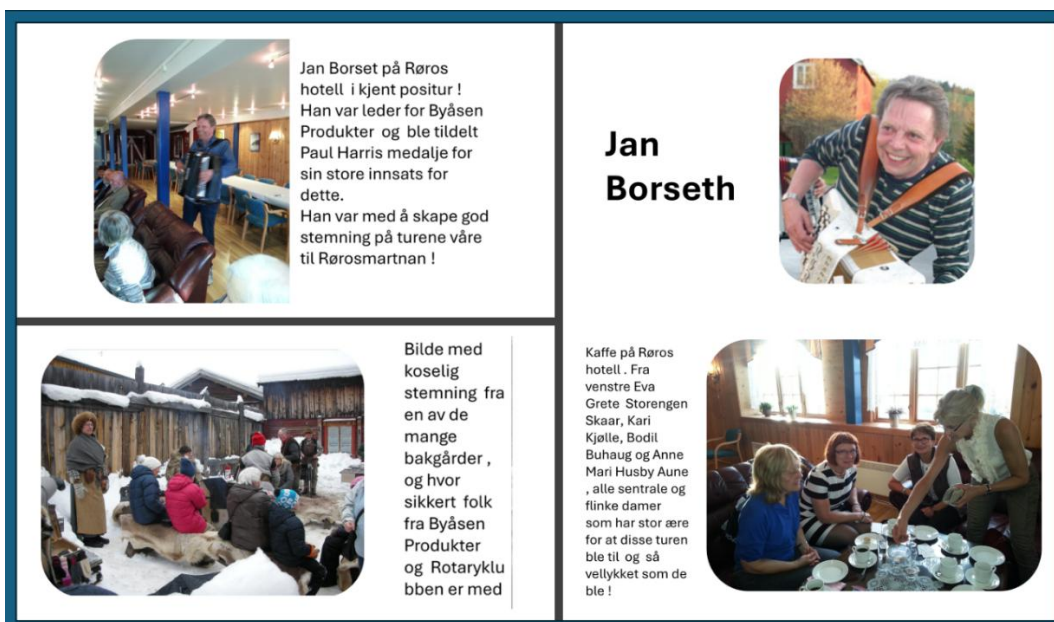 Jan Borset på Røros
hotell i kjent positur !
Han var leder for Byåsen
Produkter og ble tildelt
Paul Harris medalje for
sin store innsats for
dette.
Han var med å skape god
stemning på turene våre
til Rørosmartnan !
Jan
Borseth
Bilde med
koselig
stemning fra
en av de
mange
bakgårder ,
og hvor
sikkert folk
fra Byåsen
Produkter
og Rotaryklu
bben er med
Kaffe på Røros
hotell . Fra
venstre Eva
Grete Storengen
Skaar, Kari
Kjølle, Bodil
Buhaug og Anne
Mari Husby Aune
, alle sentrale og
flinke damer
som har stor ære
for at disse turen
ble til og så
vellykket som de
ble !